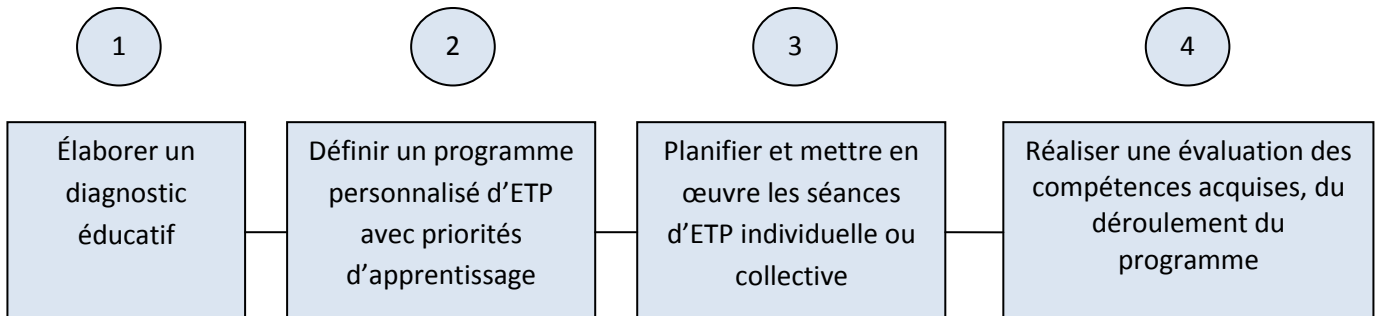 1
2
3
4
Élaborer un
diagnostic
éducatif
Définir un programme
personnalisé d’ETP
avec priorités
d’apprentissage
Planifier et mettre en
œuvre les séances
d’ETP individuelle ou
collective
Réaliser une évaluation des
compétences acquises, du
déroulement du
programme